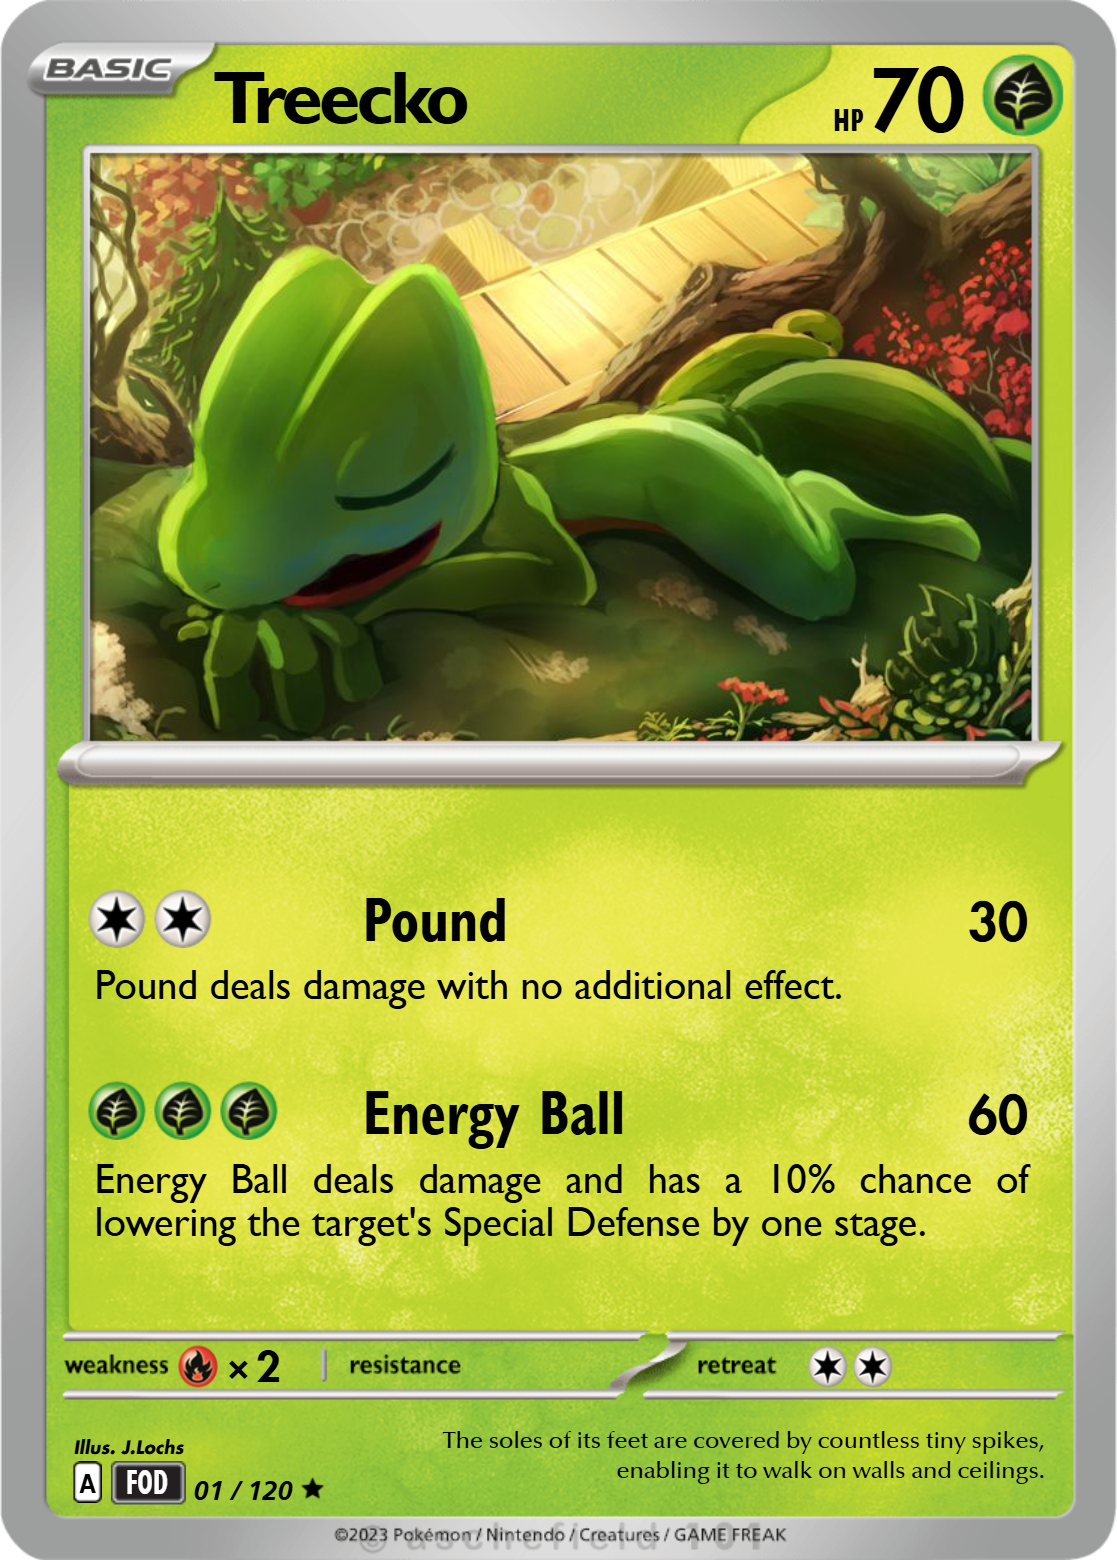 BASIC
Treecko
HP 70
Pound 30
Pound deals damage with no additional effect.
Energy Ball 60
Energy Ball deals damage and has a 10% chance of
lowering the target's Special Defense by one stage.
weakness × 2 resistance retreat
Illus. J.Lochs
The soles of its feet are covered by countless tiny spikes,
enabling it to walk on walls and ceilings.
A FOD 01 / 120 ★
©2023 Pokémon / Nintendo / Creatures / GAME FREAK